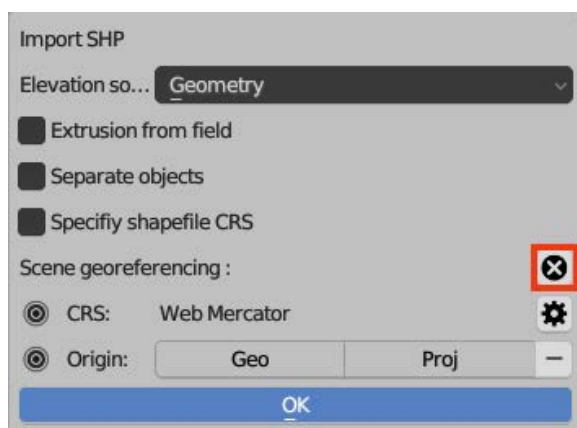 Import SHP
Elevation so... Geometry
Extrusion from field
Separate objects
Specifiy shapefile CRS
Scene georeferencing :
CRS: Web Mercator
Origin: Geo Proj
OK